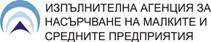 ИЗПЪЛНИТЕЛНА АГЕНЦИЯ ЗА
НАСЪРЧАВАНЕ НА МАЛКИТЕ И
СРЕДНИТЕ ПРЕДПРИЯТИЯ